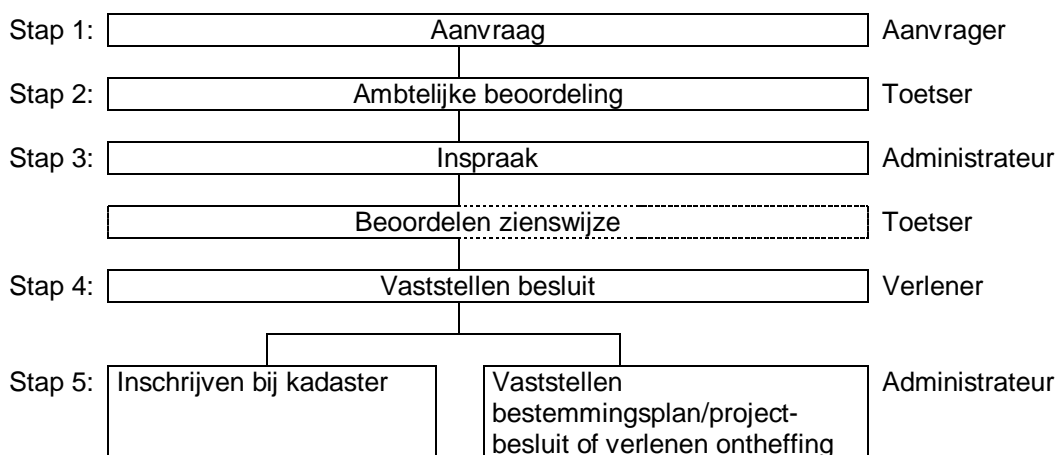 Stap 1: Aanvraag Aanvrager
Stap 2: Ambtelijke beoordeling Toetser
Stap 3: Inspraak Administrateur
Beoordelen zienswijze Toetser
Stap 4: Vaststellen besluit Verlener
Stap 5: Inschrijven bij kadaster Vaststellen Administrateur
bestemmingsplan/project-
besluit of verlenen ontheffing